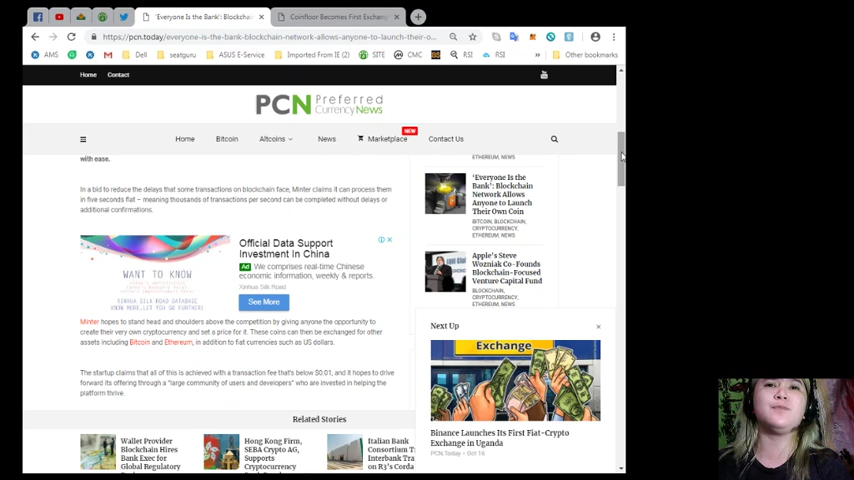 'Everyone Is the Bank': Blockchai
Coinfloor Becomes First Exchan
https://pcn.today/everyone-is-the-bank-blockchain-network-allows-anyone-to-launch-their-o...
AMS
Dell
seatguru
ASUS E-Service
Imported From IE (2)
SITE
CMC
RSI
RSI
»
Other bookmarks
Home
Contact
PCN Preferred
Currency News
Home
Bitcoin
Altcoins
News
Marketplace
NEW
Contact Us
with ease.
In a bid to reduce the delays that some transactions on blockchain face, Minter claims it can process them
in five seconds flat – meaning thousands of transactions per second can be completed without delays or
additional confirmations.
WANT TO KNOW
XINHUA SILK ROAD DATABASE
Official Data Support
Investment In China
Ad We comprises real-time Chinese
economic information, weekly & reports.
Xinhua Silk Road
See More
Minter hopes to stand head and shoulders above the competition by giving anyone the opportunity to
create their very own cryptocurrency and set a price for it. These coins can then be exchanged for other
assets including Bitcoin and Ethereum, in addition to fiat currencies such as US dollars.
The startup claims that all of this is achieved with a transaction fee that's below $0.01, and it hopes to drive
forward its offering through a "large community of users and developers" who are invested in helping the
platform thrive.
ETHEREUM, NEWS
'Everyone Is the
Bank': Blockchain
Network Allows
Anyone to Launch
Their Own Coin
BITCOIN, BLOCKCHAIN,
CRYPTOCURRENCY,
ETHEREUM, NEWS
Apple's Steve
Wozniak Co-Founds
Blockchain-Focused
Venture Capital Fund
BLOCKCHAIN,
CRYPTOCURRENCY,
ETHEREUM, NEWS
Next Up
Exchange
Binance Launches Its First Fiat-Crypto
Exchange in Uganda
PCN.Today - Oct 16
Related Stories
Wallet Provider
Blockchain Hires
Bank Exec for
Global Regulatory
Hong Kong Firm,
SEBA Crypto AG,
Supports
Cryptocurrency
Italian Bank
Consortium T
Interbank Tra
on R3's Corda